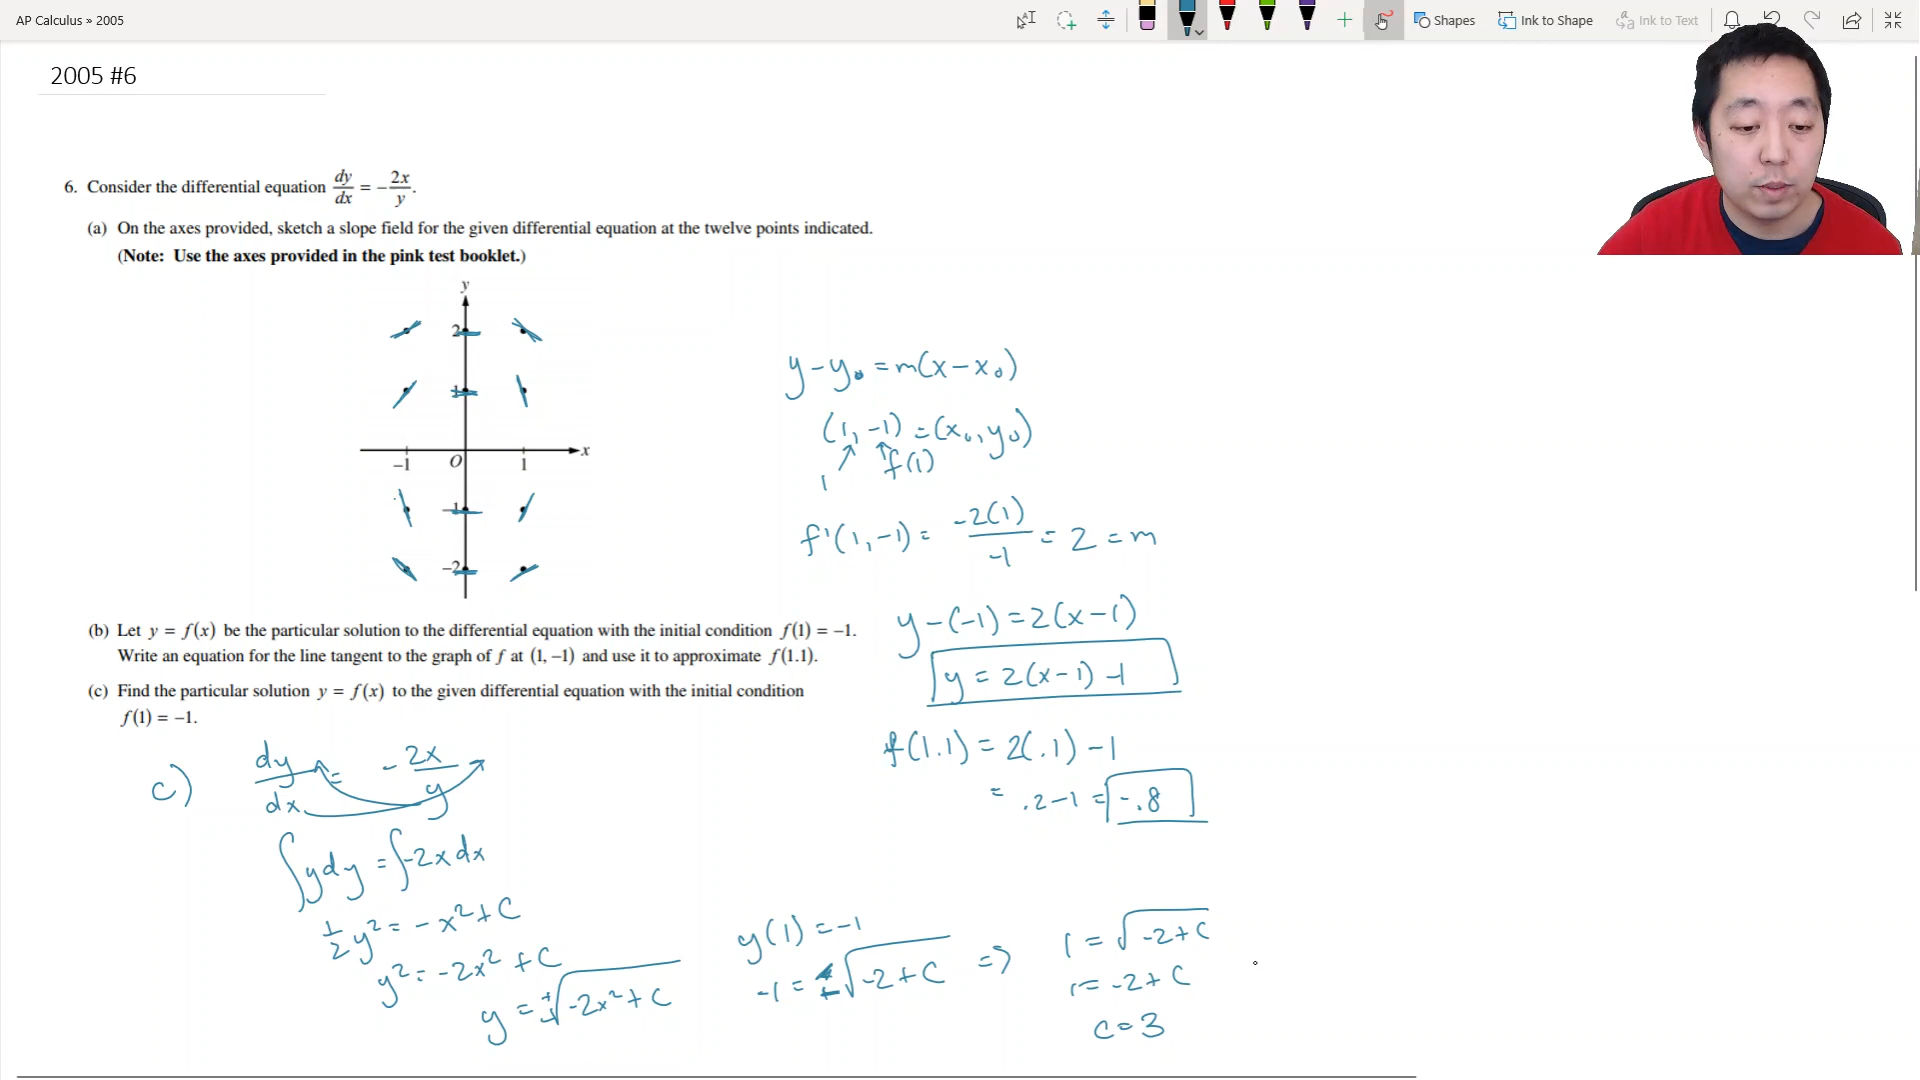 AP Calculus » 2005
Shapes
Ink to Shape
Ink to Text
2005 #6
6. Consider the differential equation dy/dx = −2x/y.
(a) On the axes provided, sketch a slope field for the given differential equation at the twelve points indicated.
(Note: Use the axes provided in the pink test booklet.)
y
2
1
−1 O 1 x
−1
−2
y-y₀=m(x-x₀)
(1,-1)=(x₀,y₀)
1 f(1)
f'(1,-1)= -2(1)/-1 = 2 = m
(b) Let y = f(x) be the particular solution to the differential equation with the initial condition f(1) = −1.
Write an equation for the line tangent to the graph of f at (1, −1) and use it to approximate f(1.1).
(c) Find the particular solution y = f(x) to the given differential equation with the initial condition
f(1) = −1.
y-(-1)=2(x-1)
y = 2(x-1)-1
f(1.1)= 2(.1)-1
= .2-1 = -.8
c) dy/dx = -2x/y
∫ydy = ∫-2xdx
½y²= -x²+C
y²= -2x²+C
y = ±√-2x²+C
y(1)=-1
-1 = -√-2+C =>
1 = √-2+C
1= -2+C
C=3